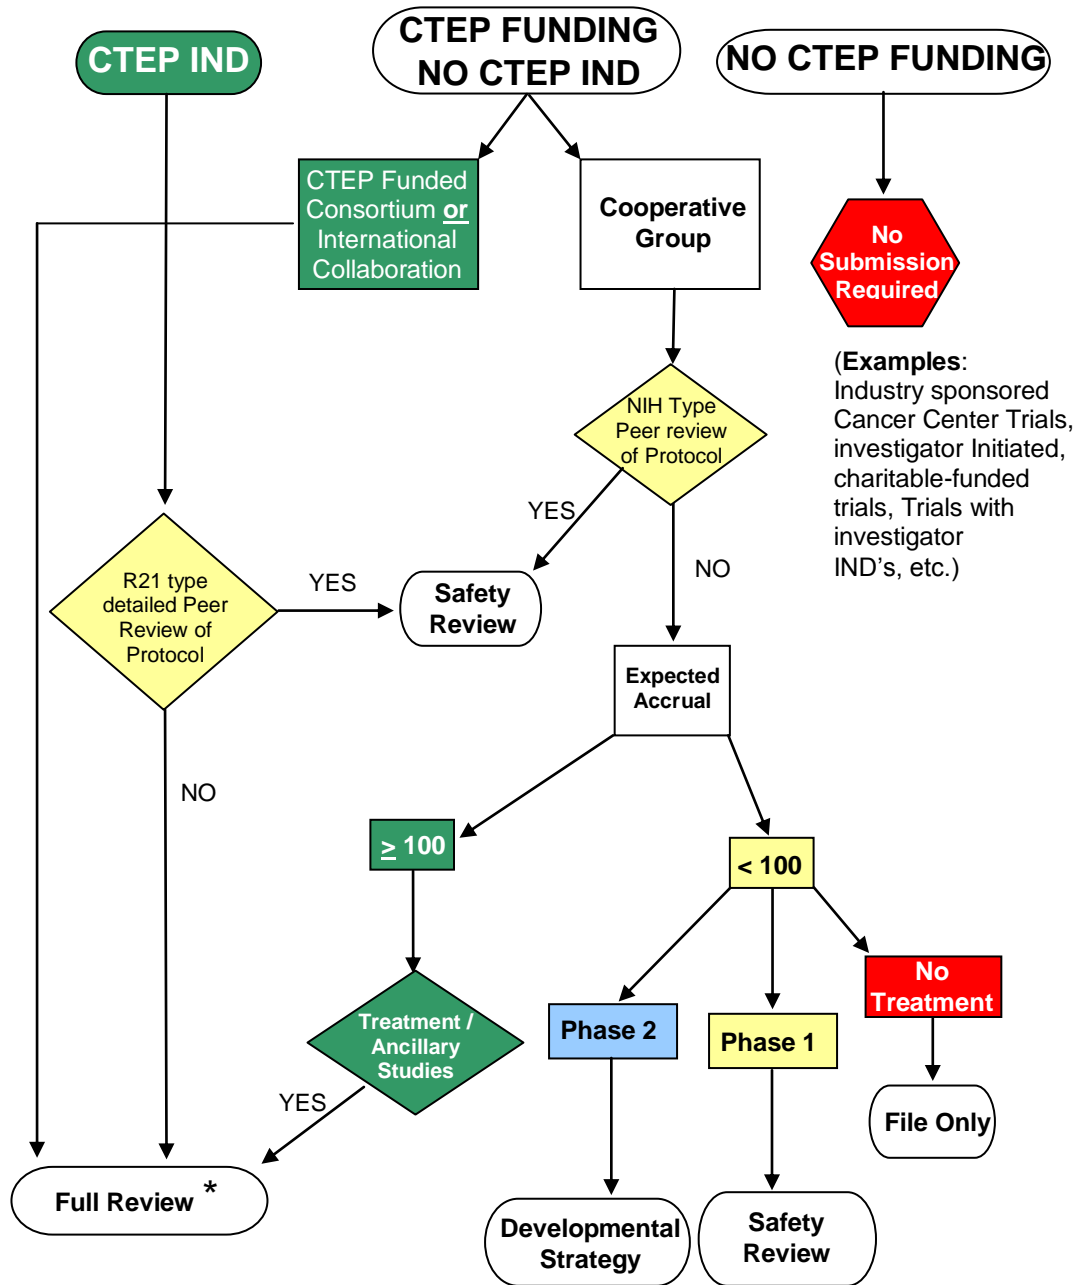 CTEP IND
CTEP FUNDING
NO CTEP IND
NO CTEP FUNDING
CTEP Funded
Consortium or
International
Collaboration
Cooperative
Group
No
Submission
Required
(Examples:
Industry sponsored
Cancer Center Trials,
investigator Initiated,
charitable-funded
trials, Trials with
investigator
IND's, etc.)
NIH Type
Peer review
of Protocol
YES
NO
R21 type
detailed Peer
Review of
Protocol
YES
Safety
Review
NO
Expected
Accrual
≥ 100
< 100
No
Treatment
Treatment /
Ancillary
Studies
Phase 2
Phase 1
YES
File Only
Full Review *
Developmental
Strategy
Safety
Review